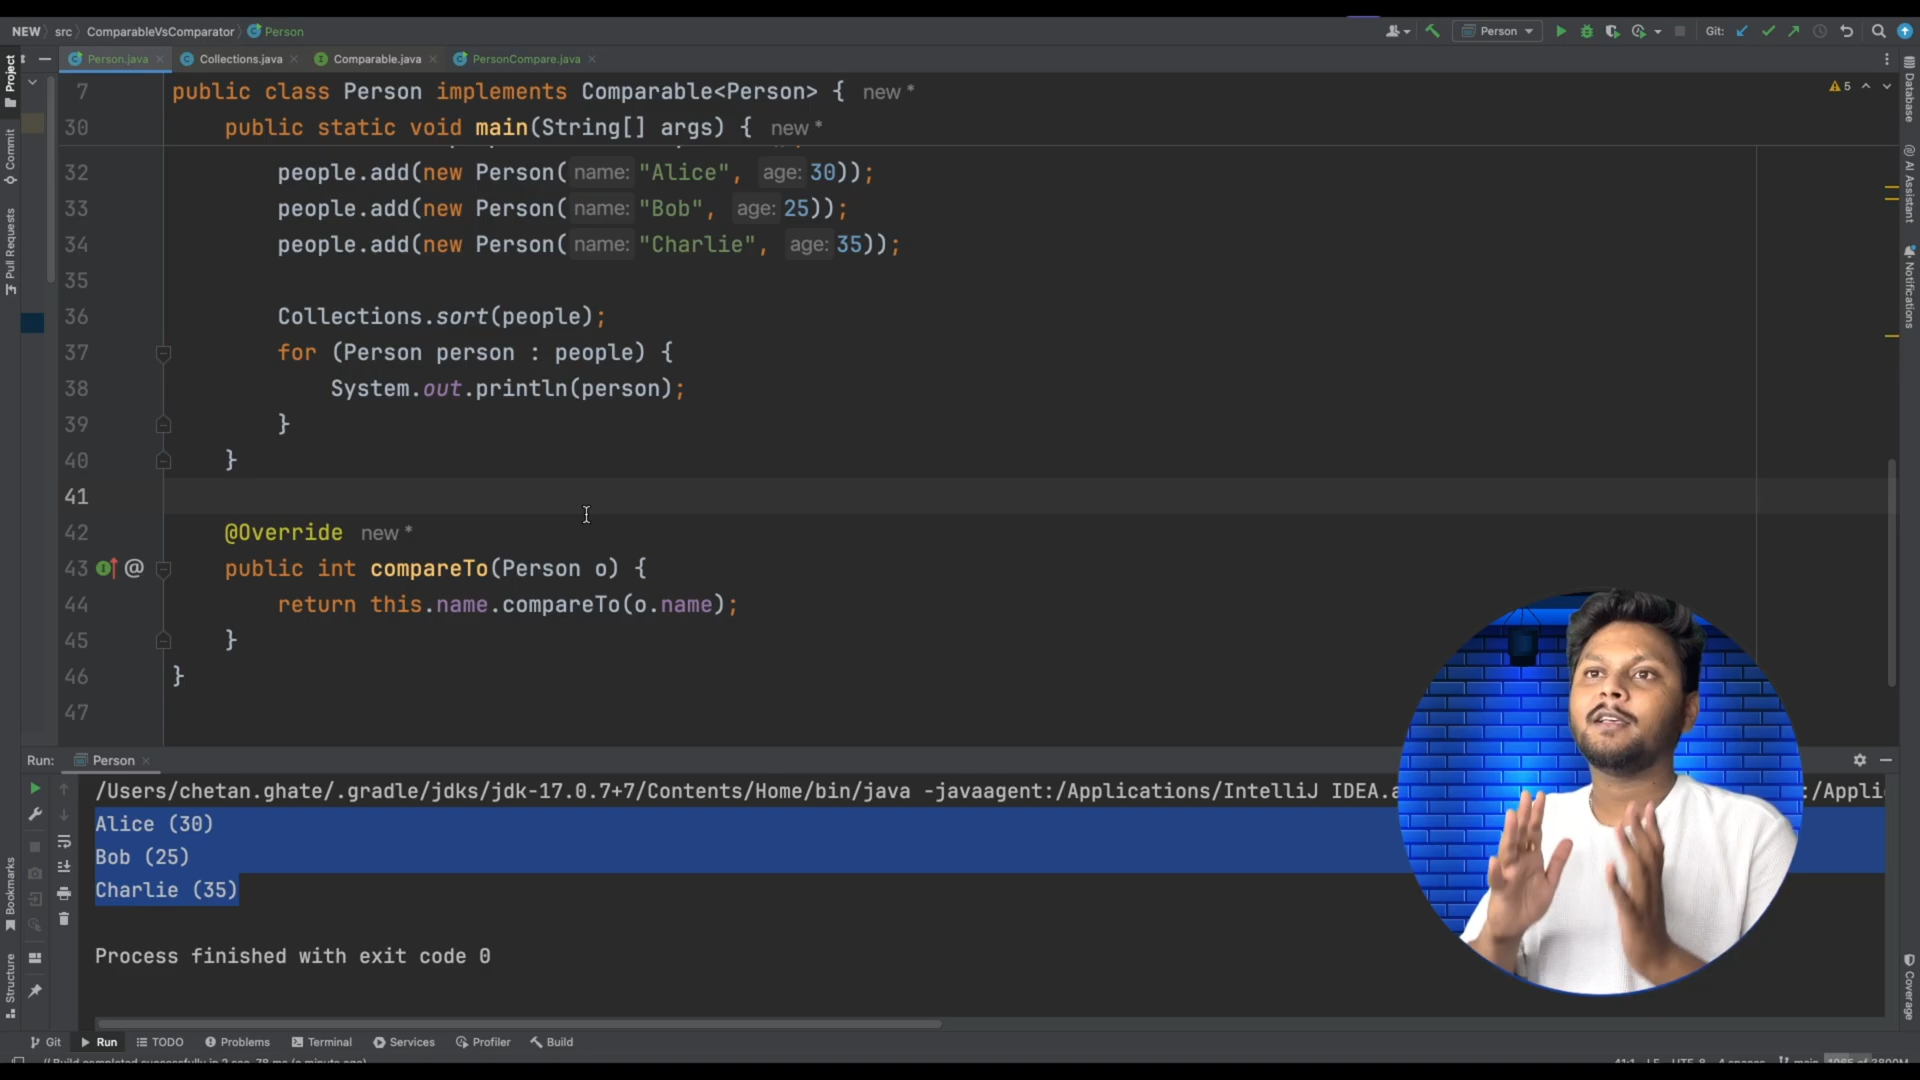 NEW src ComparableVsComparator Person
Person Git:
Person.java Collections.java Comparable.java PersonCompare.java
7 public class Person implements Comparable<Person> { new *
5
30 public static void main(String[] args) { new *
32 people.add(new Person( name: "Alice", age: 30));
33 people.add(new Person( name: "Bob", age: 25));
34 people.add(new Person( name: "Charlie", age: 35));
35
36 Collections.sort(people);
37 for (Person person : people) {
38 System.out.println(person);
39 }
40 }
41
42 @Override new *
43 public int compareTo(Person o) {
44 return this.name.compareTo(o.name);
45 }
46 }
47
Run: Person
/Users/chetan.ghate/.gradle/jdks/jdk-17.0.7+7/Contents/Home/bin/java -javaagent:/Applications/IntelliJ IDEA.a :/Appli
Alice (30)
Bob (25)
Charlie (35)
Process finished with exit code 0
Git Run TODO Problems Terminal Services Profiler Build
Project
Commit
Pull Requests
Bookmarks
Structure
Database
AI Assistant
Notifications
Coverage